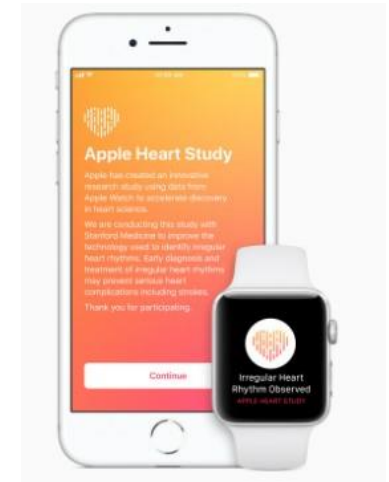 Apple Heart Study
Apple has created an innovative
research study using data from
Apple Watch to accelerate discovery
in heart science.
We are conducting this study with
Stanford Medicine to improve the
technology used to identify irregular
heart rhythms. Early diagnosis and
treatment of irregular heart rhythms
may prevent serious heart
complications including strokes.
Thank you for participating.
Continue
Irregular Heart
Rhythm Observed
APPLE HEART STUDY